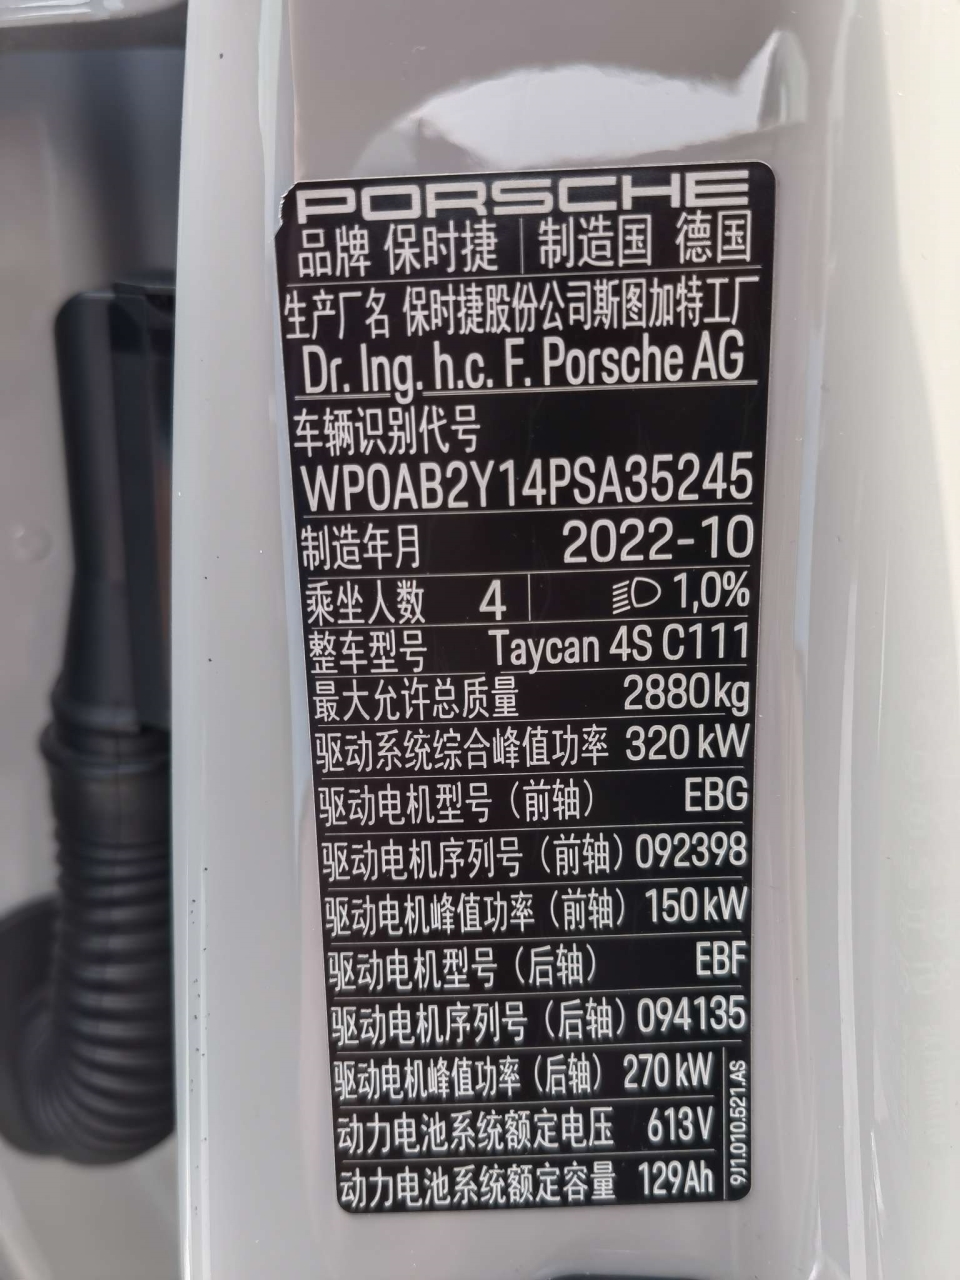 PORSCHE
品牌 保时捷 制造国 德国
生产厂名 保时捷股份公司斯图加特工厂
Dr. Ing. h.c. F. Porsche AG
车辆识别代号
WP0AB2Y14PSA35245
制造年月 2022-10
乘坐人数 4 1,0%
整车型号 Taycan 4S C111
最大允许总质量 2880kg
驱动系统综合峰值功率 320 kW
驱动电机型号（前轴） EBG
驱动电机序列号（前轴）092398
驱动电机峰值功率（前轴）150 kW
驱动电机型号（后轴） EBF
驱动电机序列号（后轴）094135
驱动电机峰值功率（后轴）270 kW
动力电池系统额定电压 613V
动力电池系统额定容量 129Ah
9J1.010.521.AS